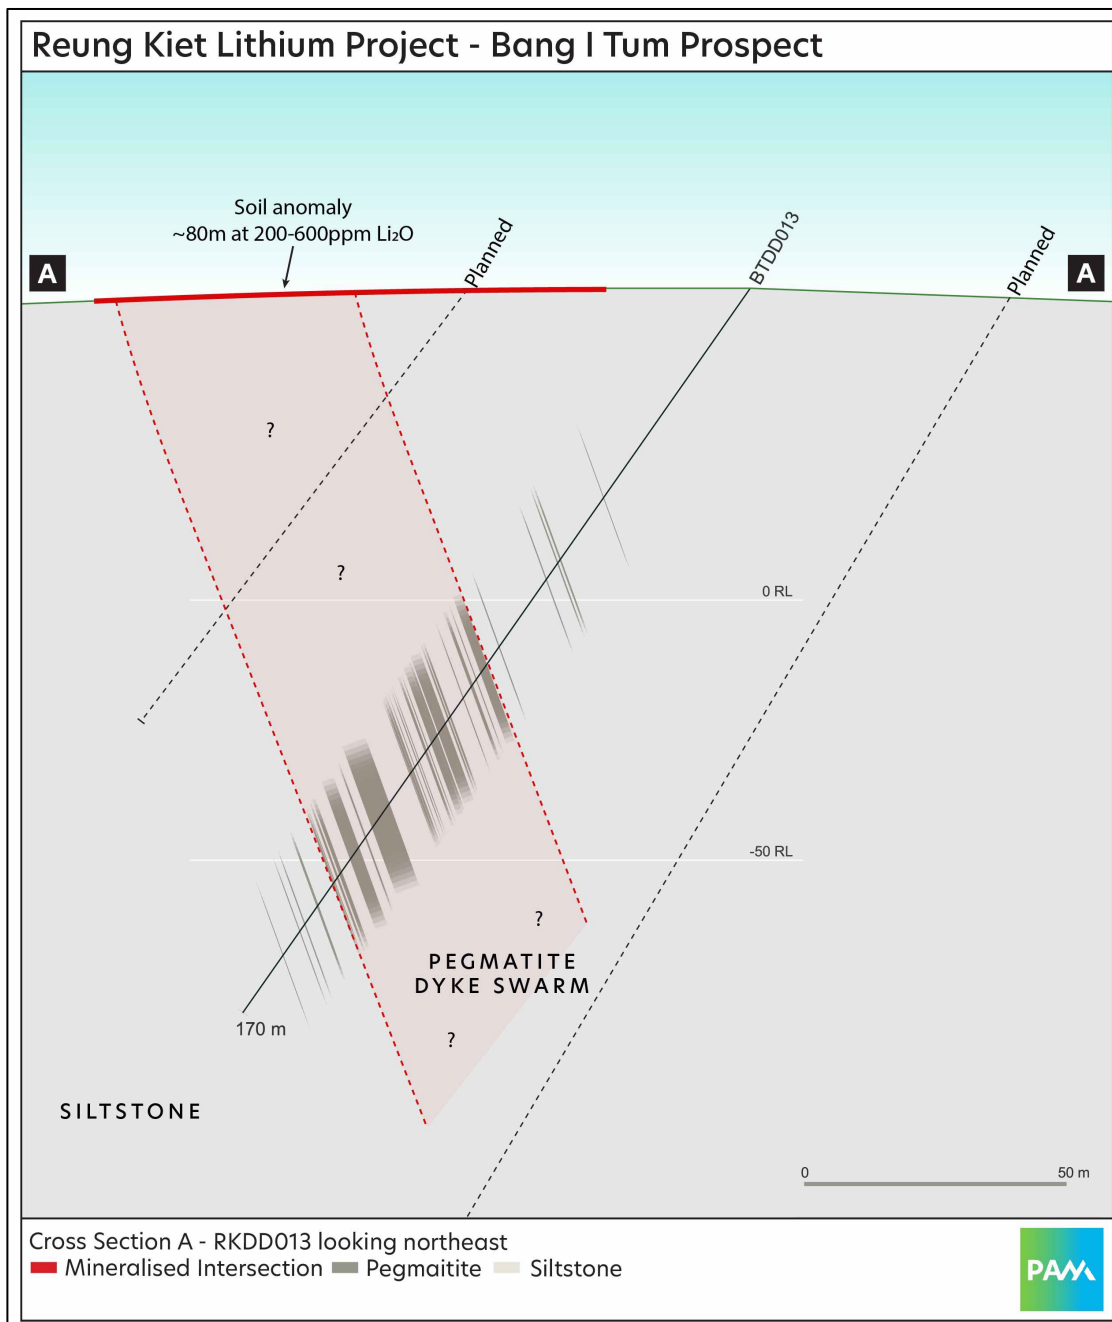 Reung Kiet Lithium Project - Bang I Tum Prospect
Soil anomaly
~80m at 200-600ppm Li₂O
Planned
BTDD013
Planned
A
A
?
?
0 RL
-50 RL
?
PEGMATITE
DYKE SWARM
170 m
?
SILTSTONE
0
50 m
Cross Section A - RKDD013 looking northeast
Mineralised Intersection
Pegmaitite
Siltstone
PAM